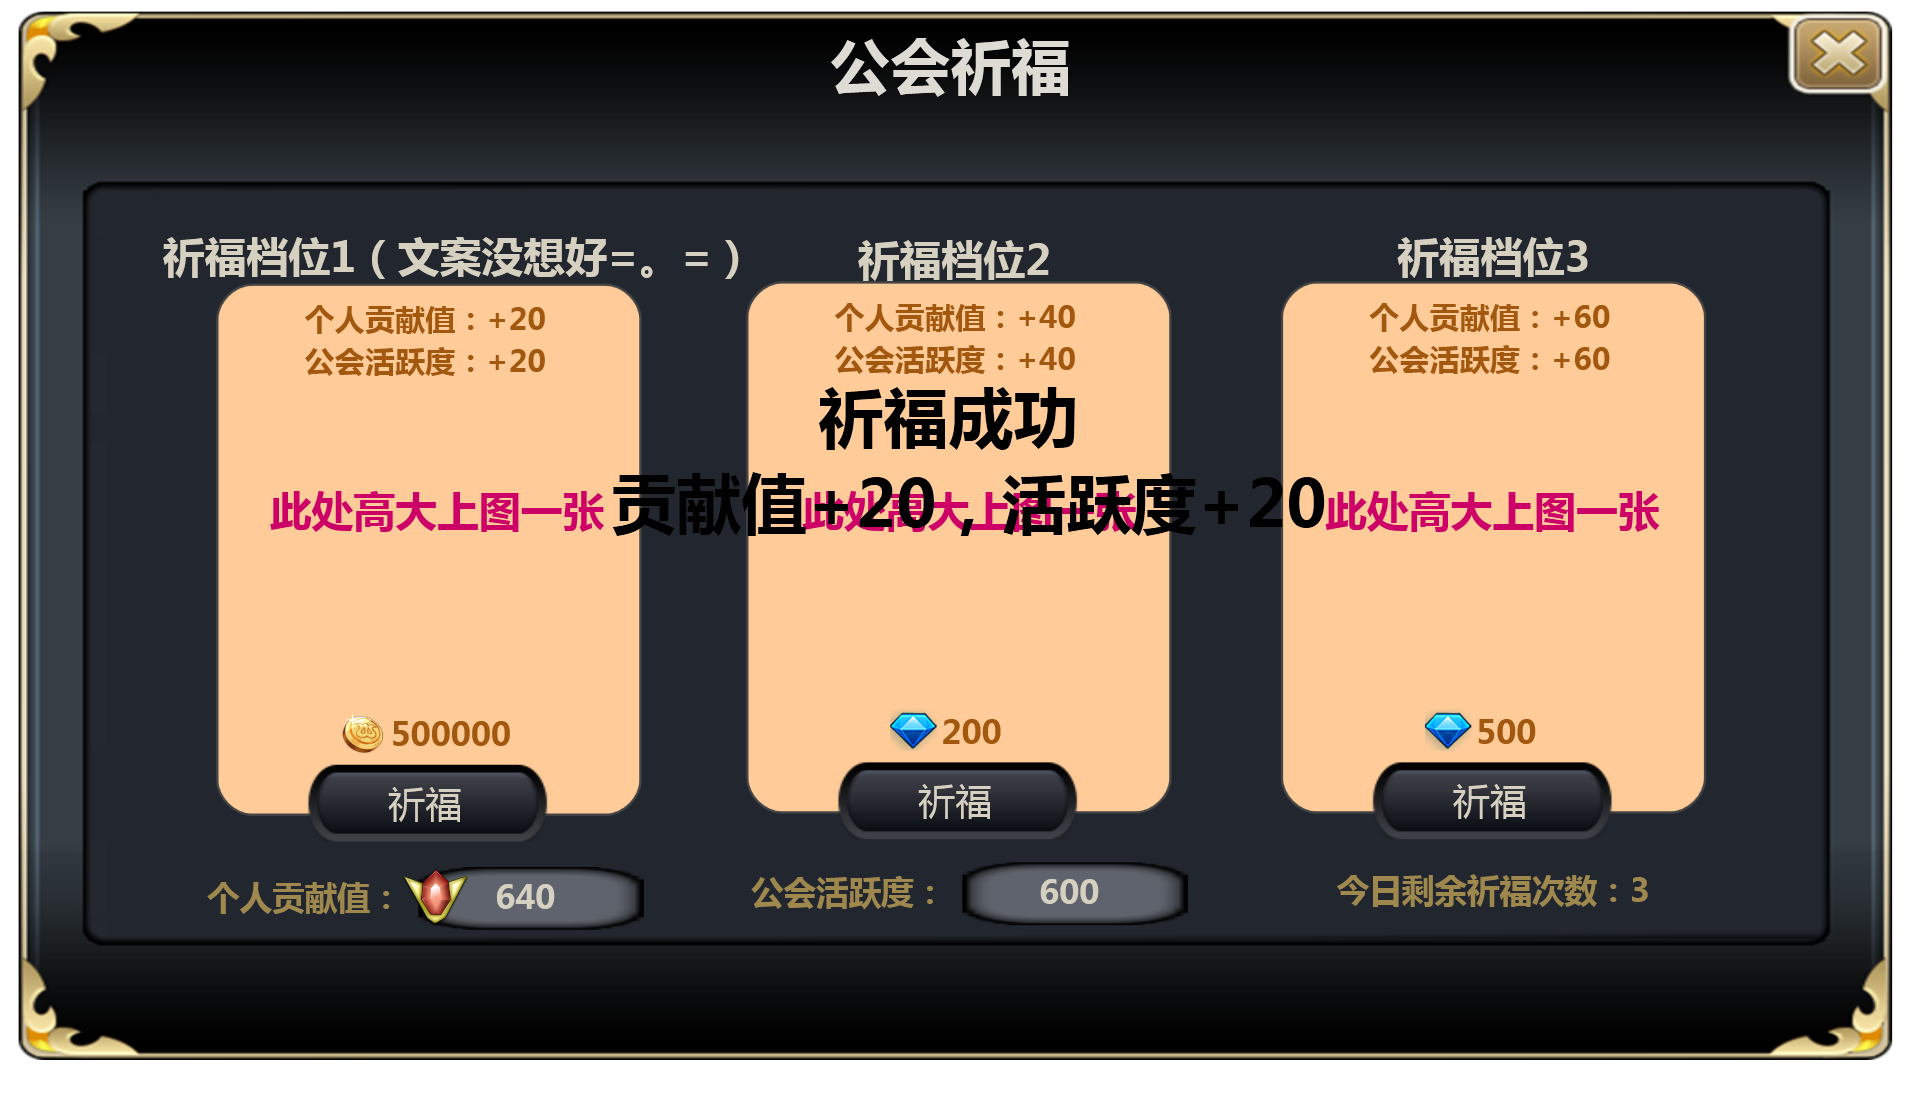 公会祈福
祈福档位1（文案没想好=。=）
个人贡献值：+20
公会活跃度：+20
此处高大上图一张
500000
祈福
祈福档位2
个人贡献值：+40
公会活跃度：+40
祈福成功
贡献值+20，活跃度+20
此处高大上图一张
200
祈福
祈福档位3
个人贡献值：+60
公会活跃度：+60
此处高大上图一张
500
祈福
个人贡献值：640
公会活跃度：600
今日剩余祈福次数：3